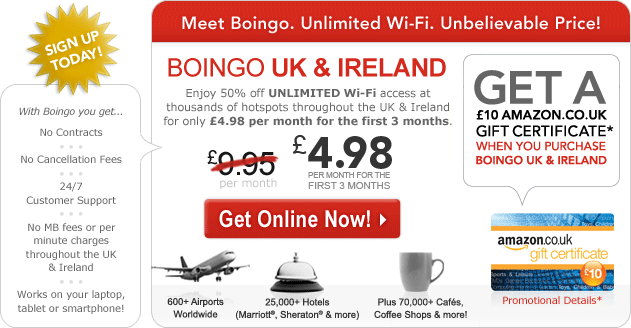 Meet Boingo. Unlimited Wi-Fi. Unbelievable Price!
SIGN UP
TODAY!
With Boingo you get...
No Contracts
No Cancellation Fees
24/7
Customer Support
No MB fees or per
minute charges
throughout the UK
& Ireland
Works on your laptop,
tablet or smartphone!
BOINGO UK & IRELAND
Enjoy 50% off UNLIMITED Wi-Fi access at
thousands of hotspots throughout the UK & Ireland
for only £4.98 per month for the first 3 months.
£9.95
per month
£4.98
PER MONTH FOR THE
FIRST 3 MONTHS
Get Online Now!
600+ Airports
Worldwide
25,000+ Hotels
(Marriott®, Sheraton® & more)
Plus 70,000+ Cafés,
Coffee Shops & more!
GET A
£10 AMAZON.CO.UK
GIFT CERTIFICATE*
WHEN YOU PURCHASE
BOINGO UK & IRELAND
amazon.co.uk
gift certificate
£10
Promotional Details*